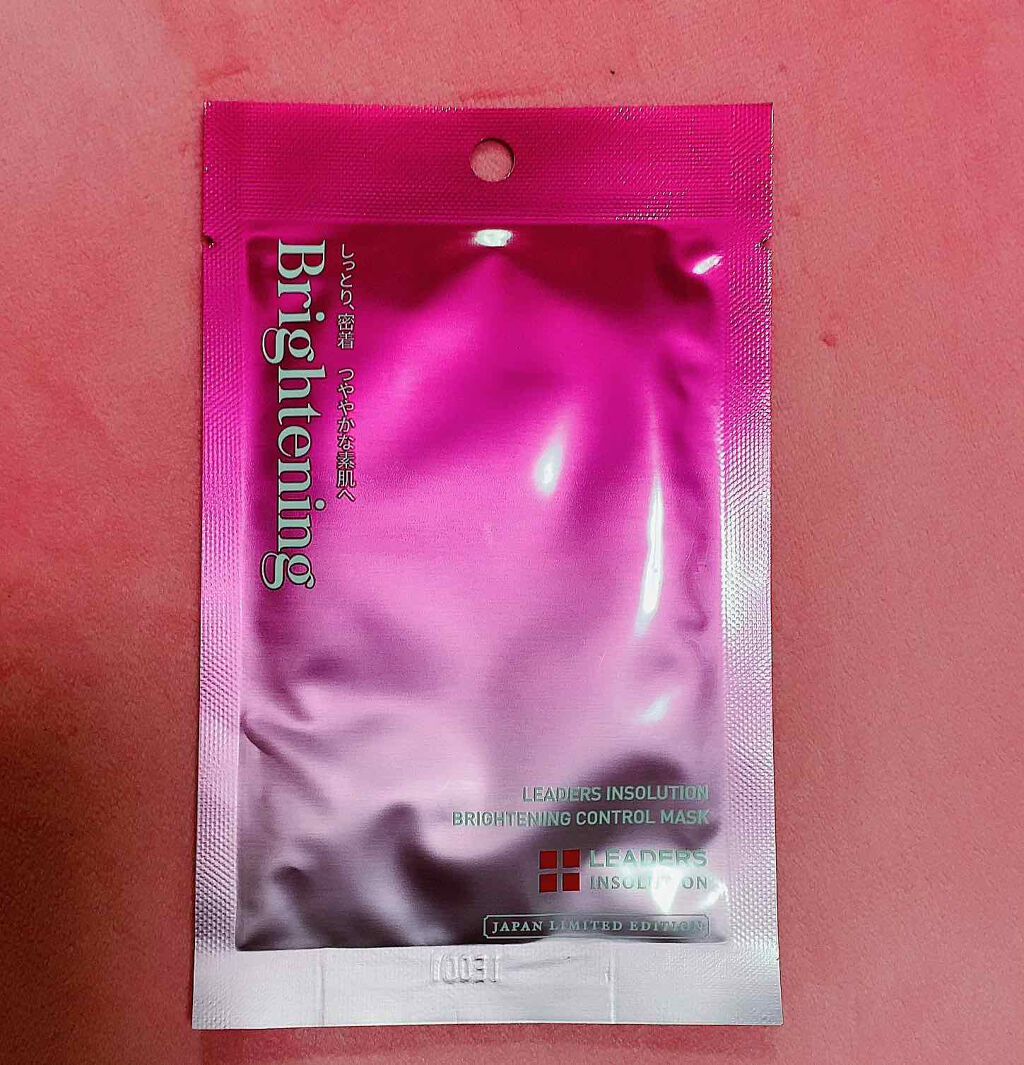 Brightening
しっとり、密着 つややかな素肌へ
LEADERS INSOLUTION
BRIGHTENING CONTROL MASK
LEADERS
INSOLUTION
JAPAN LIMITED EDITION